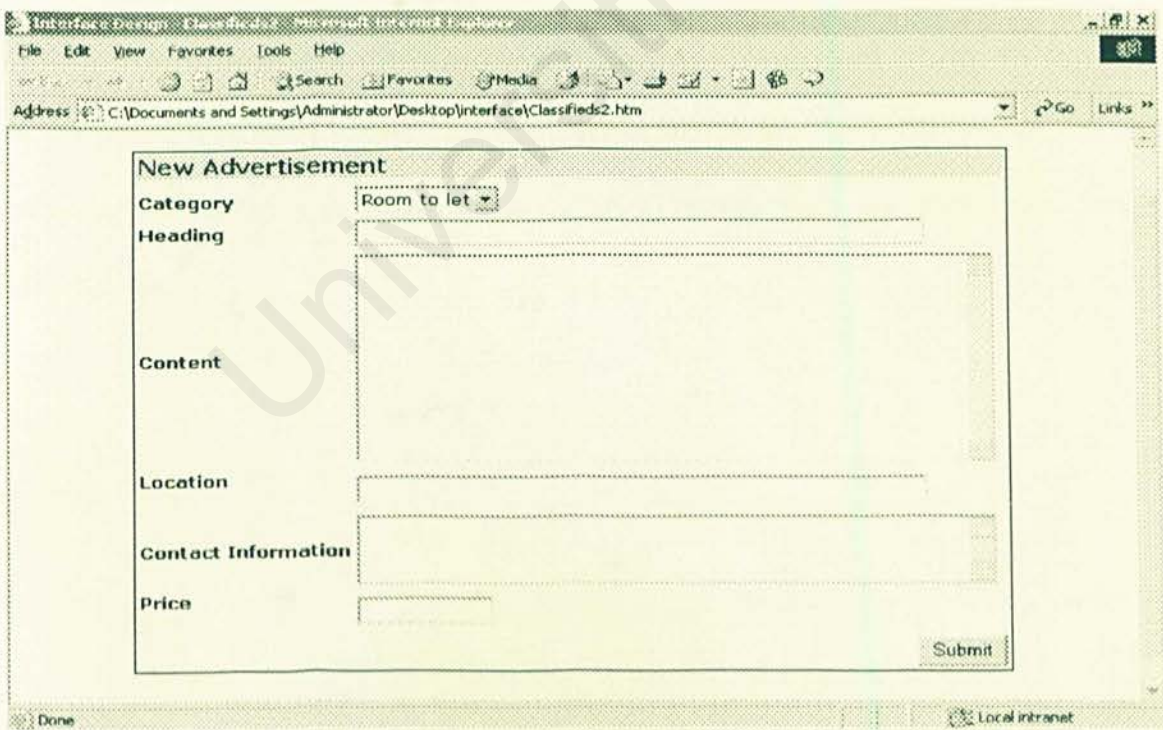 Interface Design - Classifieds2 - Microsoft Internet Explorer
File Edit View Favorites Tools Help
Search Favorites Media
Address C:\Documents and Settings\Administrator\Desktop\interface\Classifieds2.htm Go Links »
New Advertisement
Category Room to let
Heading
Content
Location
Contact Information
Price
Submit
Done Local intranet